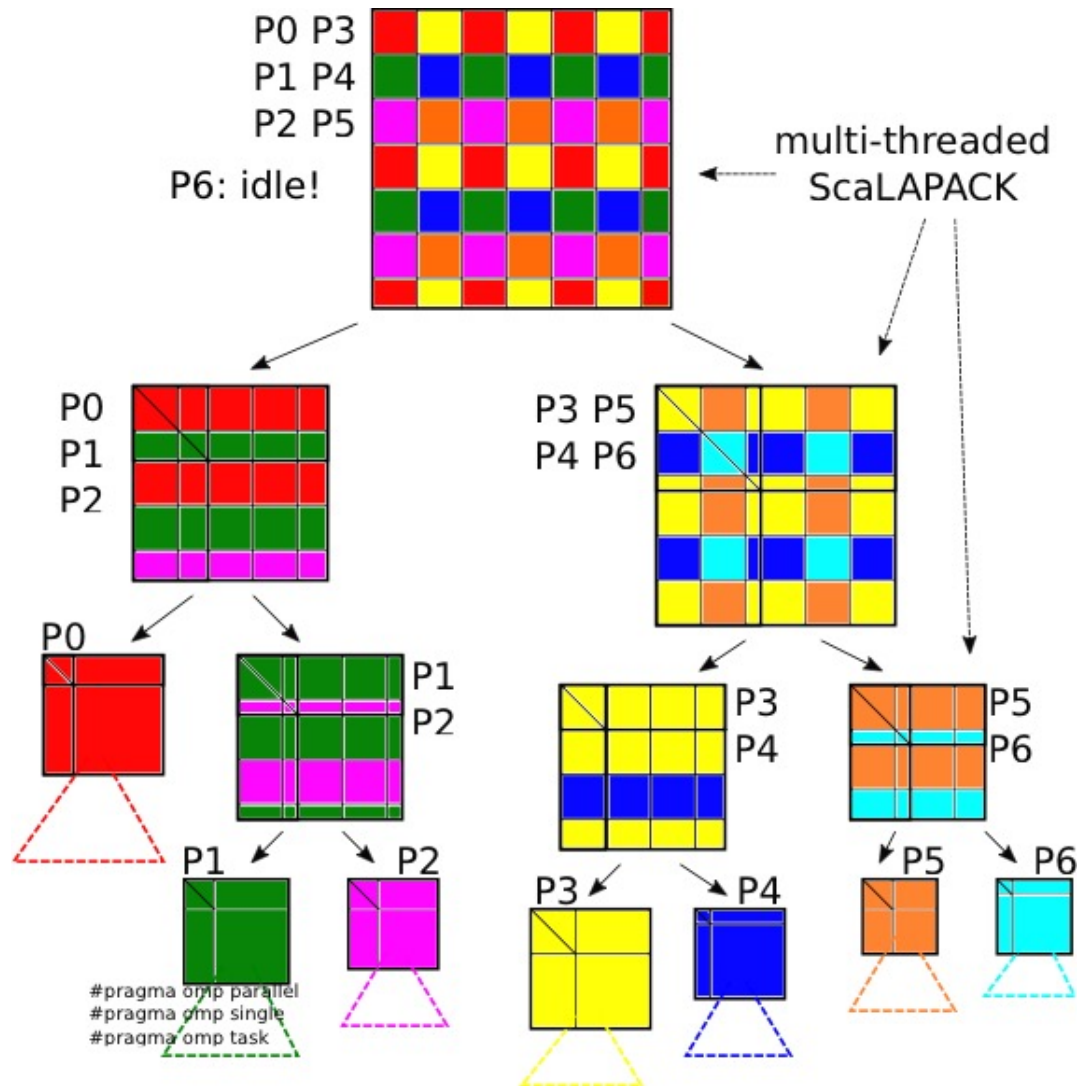 P0 P3
P1 P4
P2 P5
P6: idle!
multi-threaded
ScaLAPACK
P0
P1
P2
P3 P5
P4 P6
P0
P1
P2
P3
P4
P5
P6
P1
P2
P3
P4
P5
P6
#pragma omp parallel
#pragma omp single
#pragma omp task